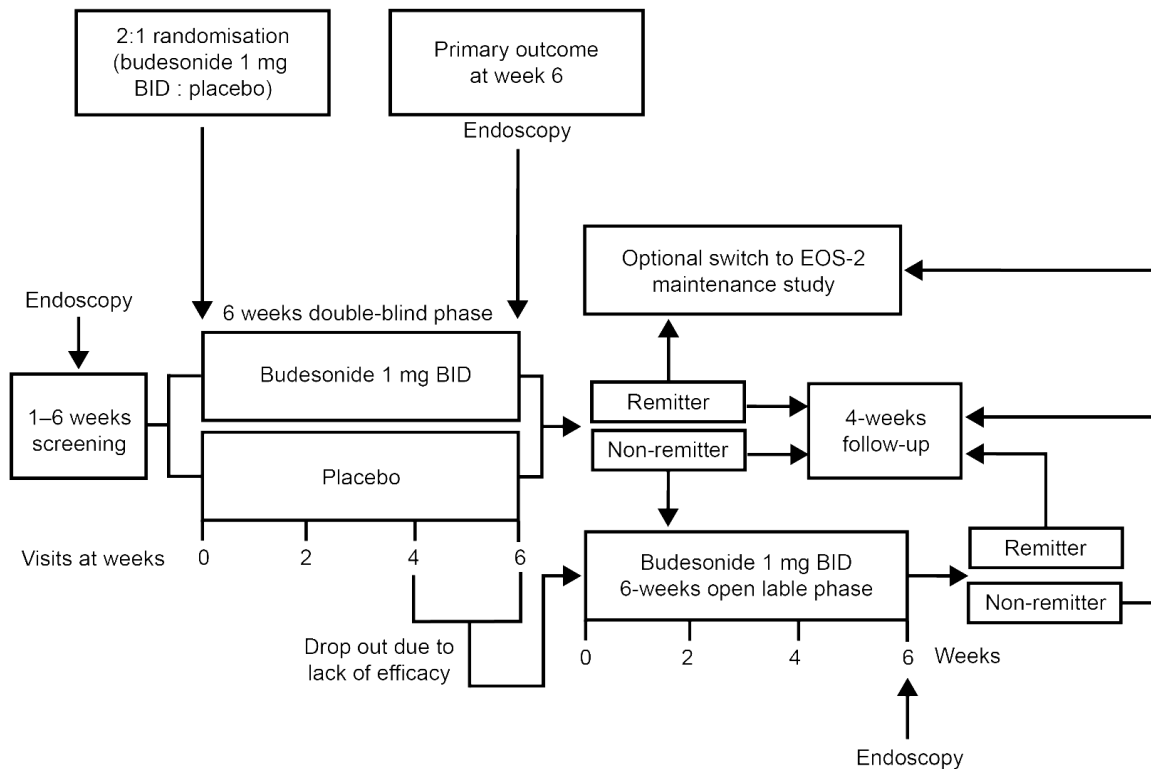 2:1 randomisation
(budesonide 1 mg
BID : placebo)
Primary outcome
at week 6
Endoscopy
Optional switch to EOS-2
maintenance study
Endoscopy
6 weeks double-blind phase
Budesonide 1 mg BID
1–6 weeks
screening
Placebo
Remitter
Non-remitter
4-weeks
follow-up
Visits at weeks
0
2
4
6
Drop out due to
lack of efficacy
Budesonide 1 mg BID
6-weeks open lable phase
Remitter
Non-remitter
0
2
4
6
Weeks
Endoscopy